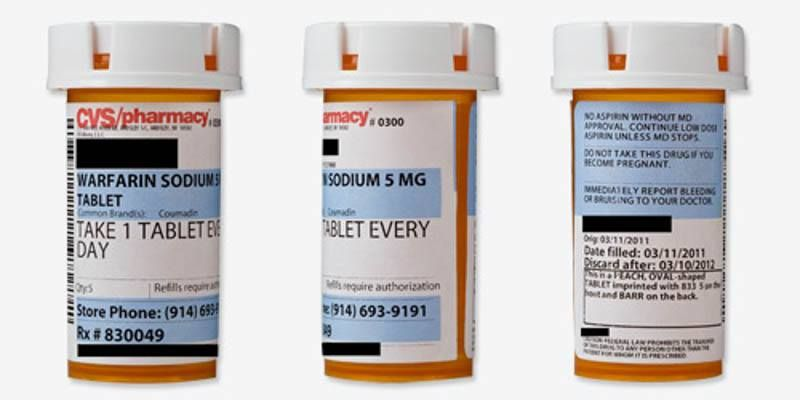 CVS/pharmacy
WARFARIN SODIUM 5
TABLET
Common Brand(s): Coumadin
TAKE 1 TABLET EVE
DAY
Qty:5 Refills require auth
Store Phone: (914) 693-9
Rx # 830049
armacy # 0300
N SODIUM 5 MG
Coumadin
TABLET EVERY
Refills require authorization
(914) 693-9191
49
NO ASPIRIN WITHOUT MD
APPROVAL. CONTINUE LOW DOSE
ASPIRIN UNLESS MD STOPS.
DO NOT TAKE THIS DRUG IF YOU
BECOME PREGNANT.
IMMEDIATELY REPORT BLEEDING
OR BRUISING TO YOUR DOCTOR.
Orig: 03/11/2011
Date filled: 03/11/2011
Discard after: 03/10/2012
This is a PEACH, OVAL-shaped
TABLET imprinted with 833 5 on the
front and BARR on the back.
CAUTION: FEDERAL LAW PROHIBITS THE TRANSFER
OF THIS DRUG TO ANY PERSON OTHER THAN THE
PATIENT FOR WHOM IT IS PRESCRIBED.